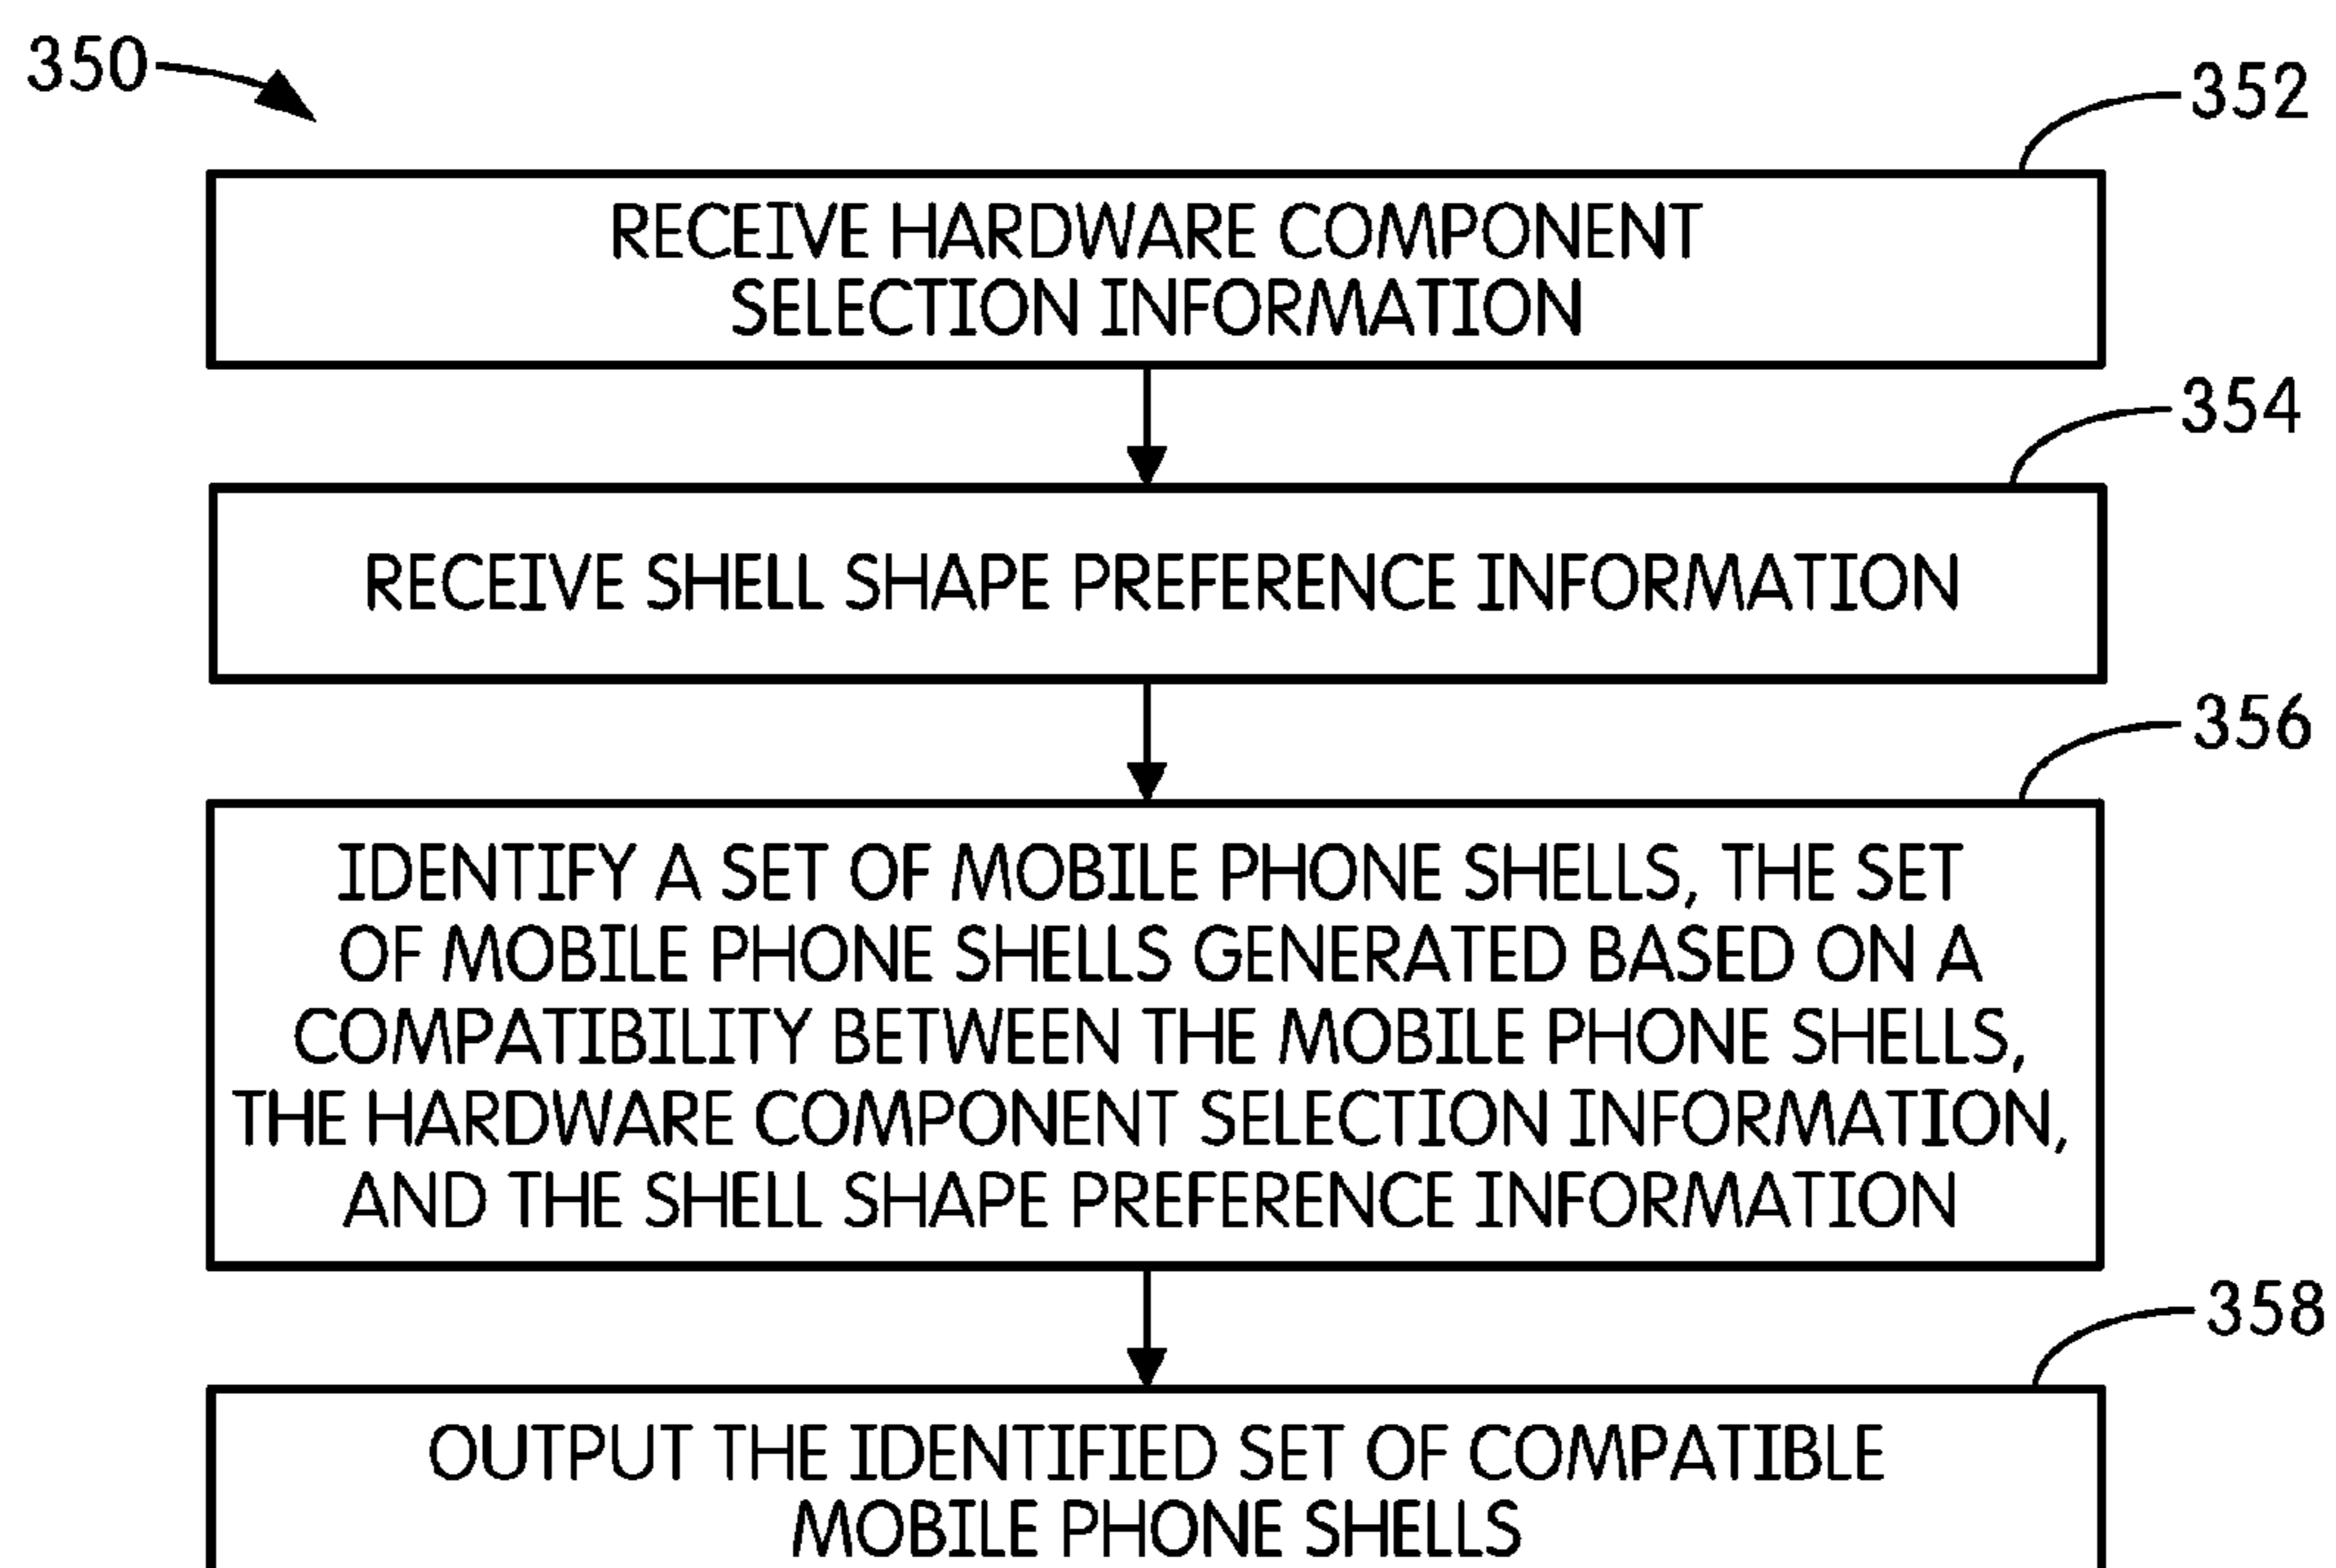 350
352
RECEIVE HARDWARE COMPONENT
SELECTION INFORMATION
354
RECEIVE SHELL SHAPE PREFERENCE INFORMATION
356
IDENTIFY A SET OF MOBILE PHONE SHELLS, THE SET
OF MOBILE PHONE SHELLS GENERATED BASED ON A
COMPATIBILITY BETWEEN THE MOBILE PHONE SHELLS,
THE HARDWARE COMPONENT SELECTION INFORMATION,
AND THE SHELL SHAPE PREFERENCE INFORMATION
358
OUTPUT THE IDENTIFIED SET OF COMPATIBLE
MOBILE PHONE SHELLS